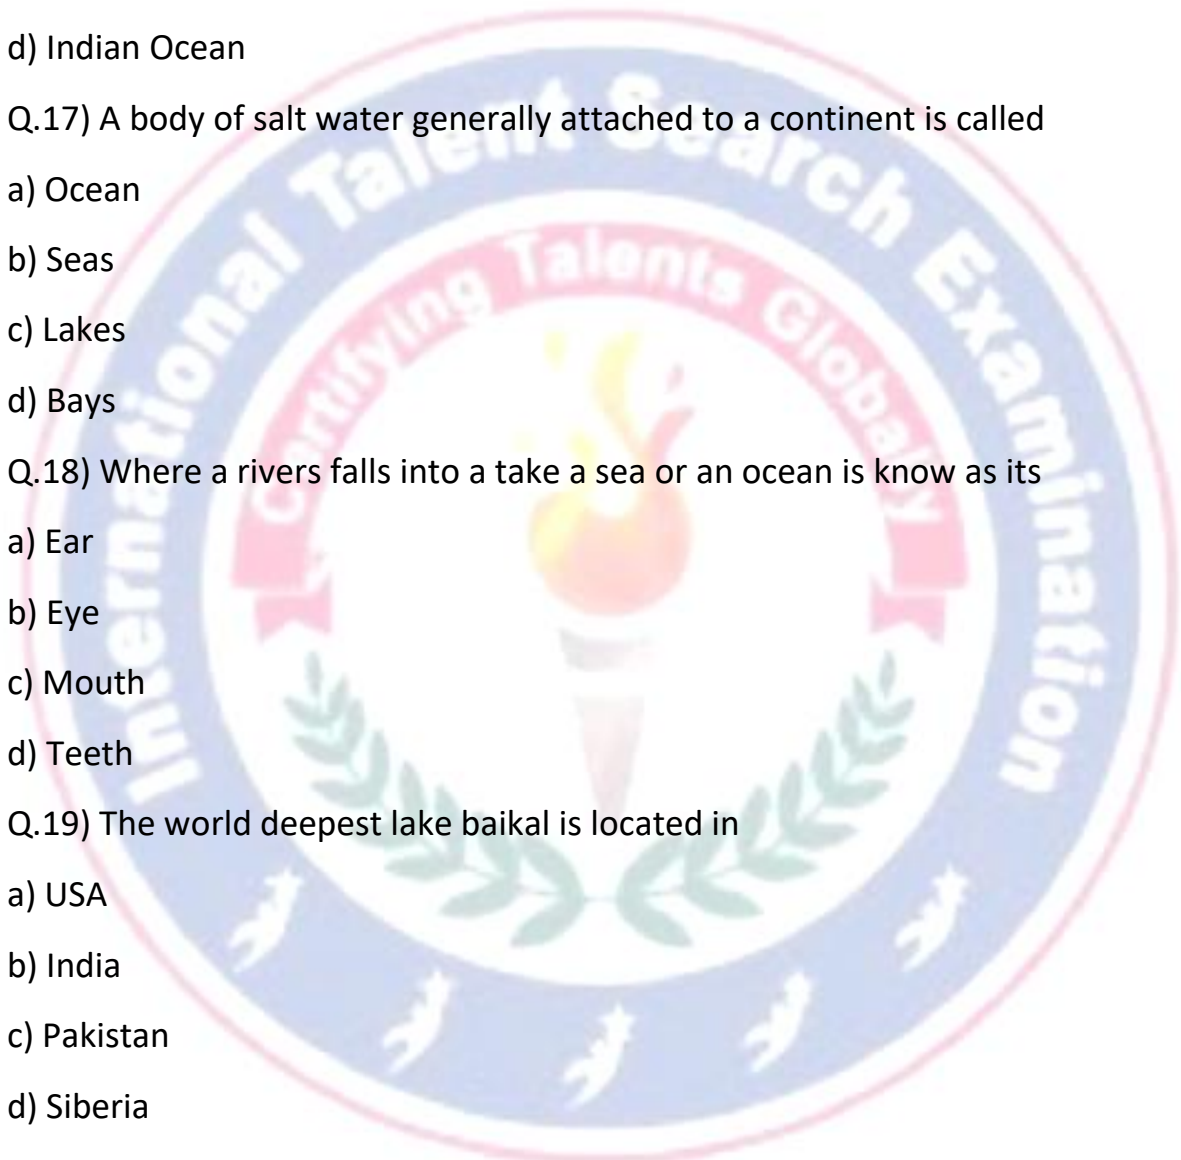 d) Indian Ocean
Q.17) A body of salt water generally attached to a continent is called
a) Ocean
b) Seas
c) Lakes
d) Bays
Q.18) Where a rivers falls into a take a sea or an ocean is know as its
a) Ear
b) Eye
c) Mouth
d) Teeth
Q.19) The world deepest lake baikal is located in
a) USA
b) India
c) Pakistan
d) Siberia
International Talent Search Examination
Certifying Talents Globaly